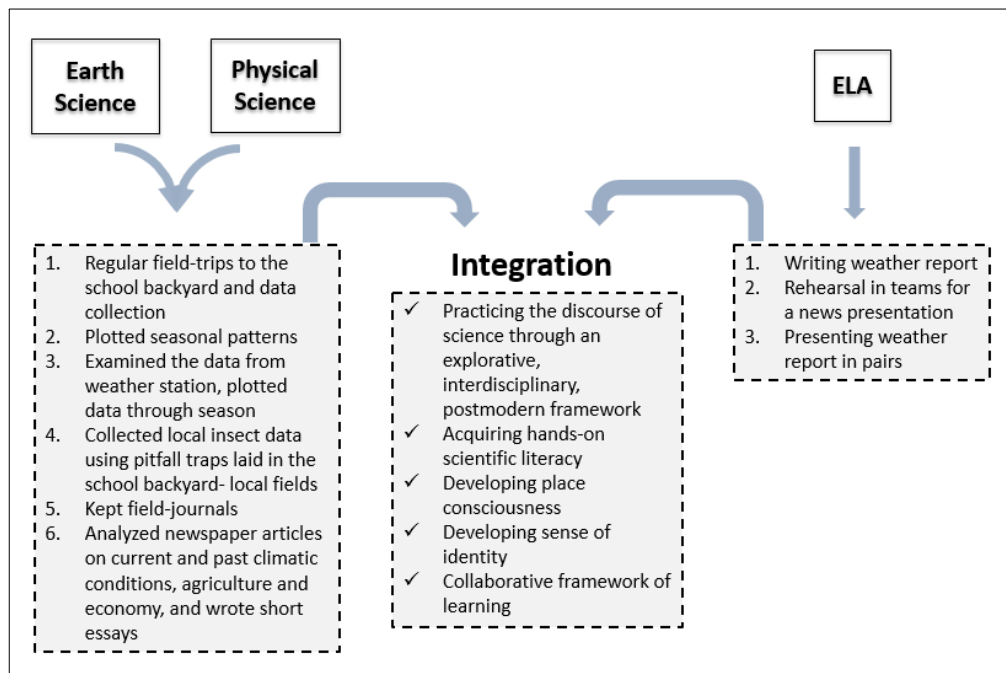 Earth
Science
Physical
Science
ELA
1. Regular field-trips to the
school backyard and data
collection
2. Plotted seasonal patterns
3. Examined the data from
weather station, plotted
data through season
4. Collected local insect data
using pitfall traps laid in the
school backyard- local fields
5. Kept field-journals
6. Analyzed newspaper articles
on current and past climatic
conditions, agriculture and
economy, and wrote short
essays
Integration
✓ Practicing the discourse of
science through an
explorative,
interdisciplinary,
postmodern framework
✓ Acquiring hands-on
scientific literacy
✓ Developing place
consciousness
✓ Developing sense of
identity
✓ Collaborative framework of
learning
1. Writing weather report
2. Rehearsal in teams for
a news presentation
3. Presenting weather
report in pairs